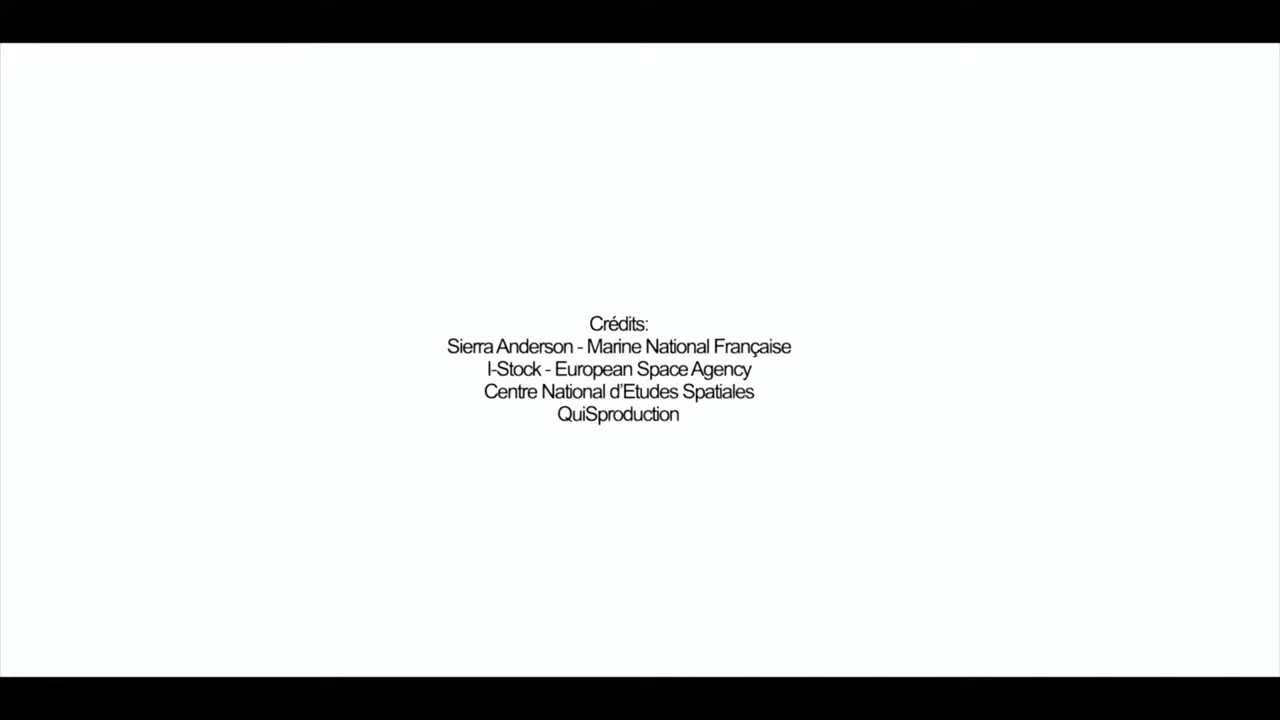 Crédits:
Sierra Anderson - Marine National Française
I-Stock - European Space Agency
Centre National d'Etudes Spatiales
QuiSproduction